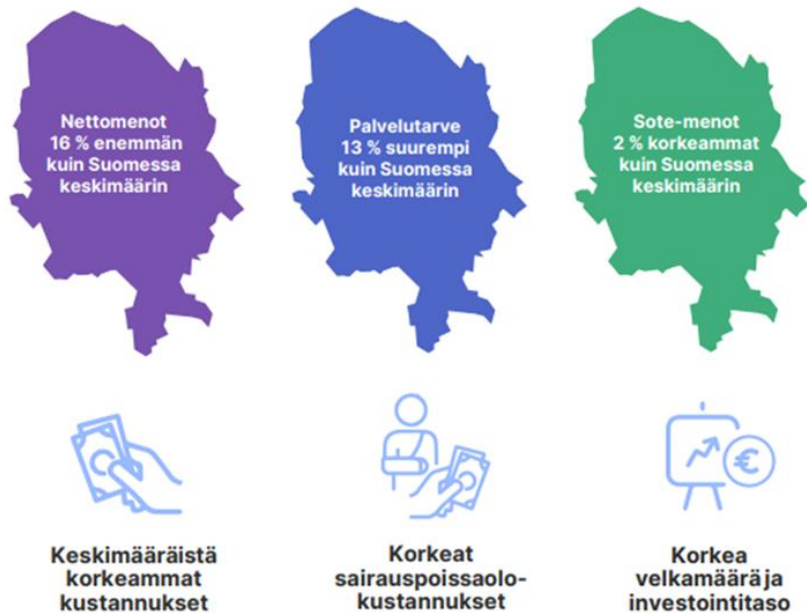 Nettomenot
16 % enemmän
kuin Suomessa
keskimäärin
Palvelutarve
13 % suurempi
kuin Suomessa
keskimäärin
Sote-menot
2 % korkeammat
kuin Suomessa
keskimäärin
€
Keskimääräistä
korkeammat
kustannukset
Korkeat
sairauspoissaolo-
kustannukset
Korkea
velkamäärä ja
investointitaso